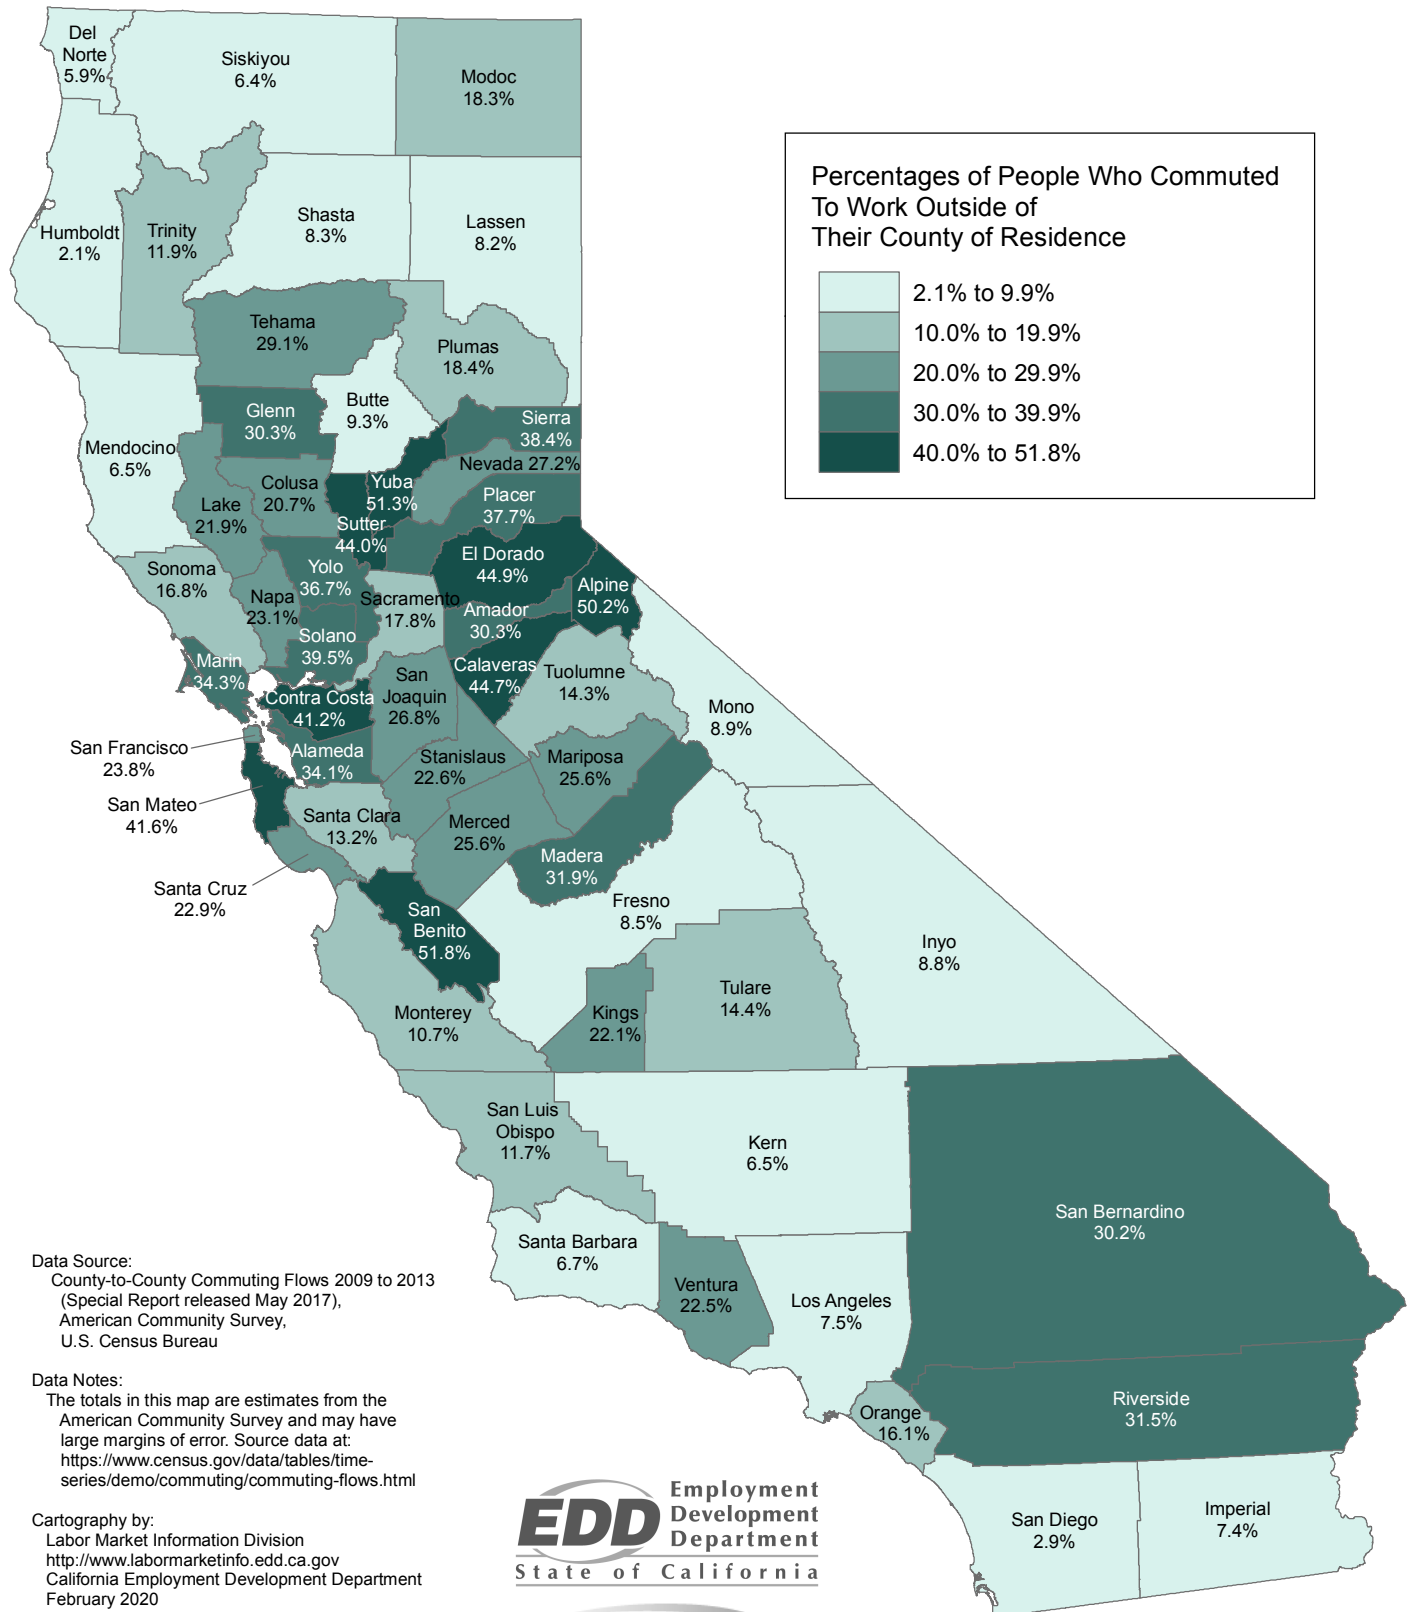 Del
Norte
5.9%
Siskiyou
6.4%
Modoc
18.3%
Percentages of People Who Commuted
To Work Outside of
Their County of Residence
2.1% to 9.9%
10.0% to 19.9%
20.0% to 29.9%
30.0% to 39.9%
40.0% to 51.8%
Humboldt
2.1%
Trinity
11.9%
Shasta
8.3%
Lassen
8.2%
Tehama
29.1%
Plumas
18.4%
Butte
9.3%
Glenn
30.3%
Sierra
38.4%
Mendocino
6.5%
Nevada 27.2%
Colusa
20.7%
Yuba
51.3%
Lake
21.9%
Placer
37.7%
Sutter
44.0%
El Dorado
44.9%
Sonoma
16.8%
Yolo
36.7%
Alpine
50.2%
Napa
23.1%
Sacramento
17.8%
Amador
30.3%
Solano
39.5%
Marin
34.3%
Calaveras
44.7%
Tuolumne
14.3%
San
Joaquin
26.8%
Contra Costa
41.2%
Mono
8.9%
San Francisco
23.8%
Alameda
34.1%
Stanislaus
22.6%
Mariposa
25.6%
San Mateo
41.6%
Santa Clara
13.2%
Merced
25.6%
Madera
31.9%
Santa Cruz
22.9%
Fresno
8.5%
San
Benito
51.8%
Inyo
8.8%
Monterey
10.7%
Kings
22.1%
Tulare
14.4%
San Luis
Obispo
11.7%
Kern
6.5%
San Bernardino
30.2%
Santa Barbara
6.7%
Ventura
22.5%
Los Angeles
7.5%
Orange
16.1%
Riverside
31.5%
San Diego
2.9%
Imperial
7.4%
Data Source:
County-to-County Commuting Flows 2009 to 2013
(Special Report released May 2017),
American Community Survey,
U.S. Census Bureau
Data Notes:
The totals in this map are estimates from the
American Community Survey and may have
large margins of error. Source data at:
https://www.census.gov/data/tables/time-
series/demo/commuting/commuting-flows.html
Cartography by:
Labor Market Information Division
http://www.labormarketinfo.edd.ca.gov
California Employment Development Department
February 2020
EDD
Employment
Development
Department
State of California